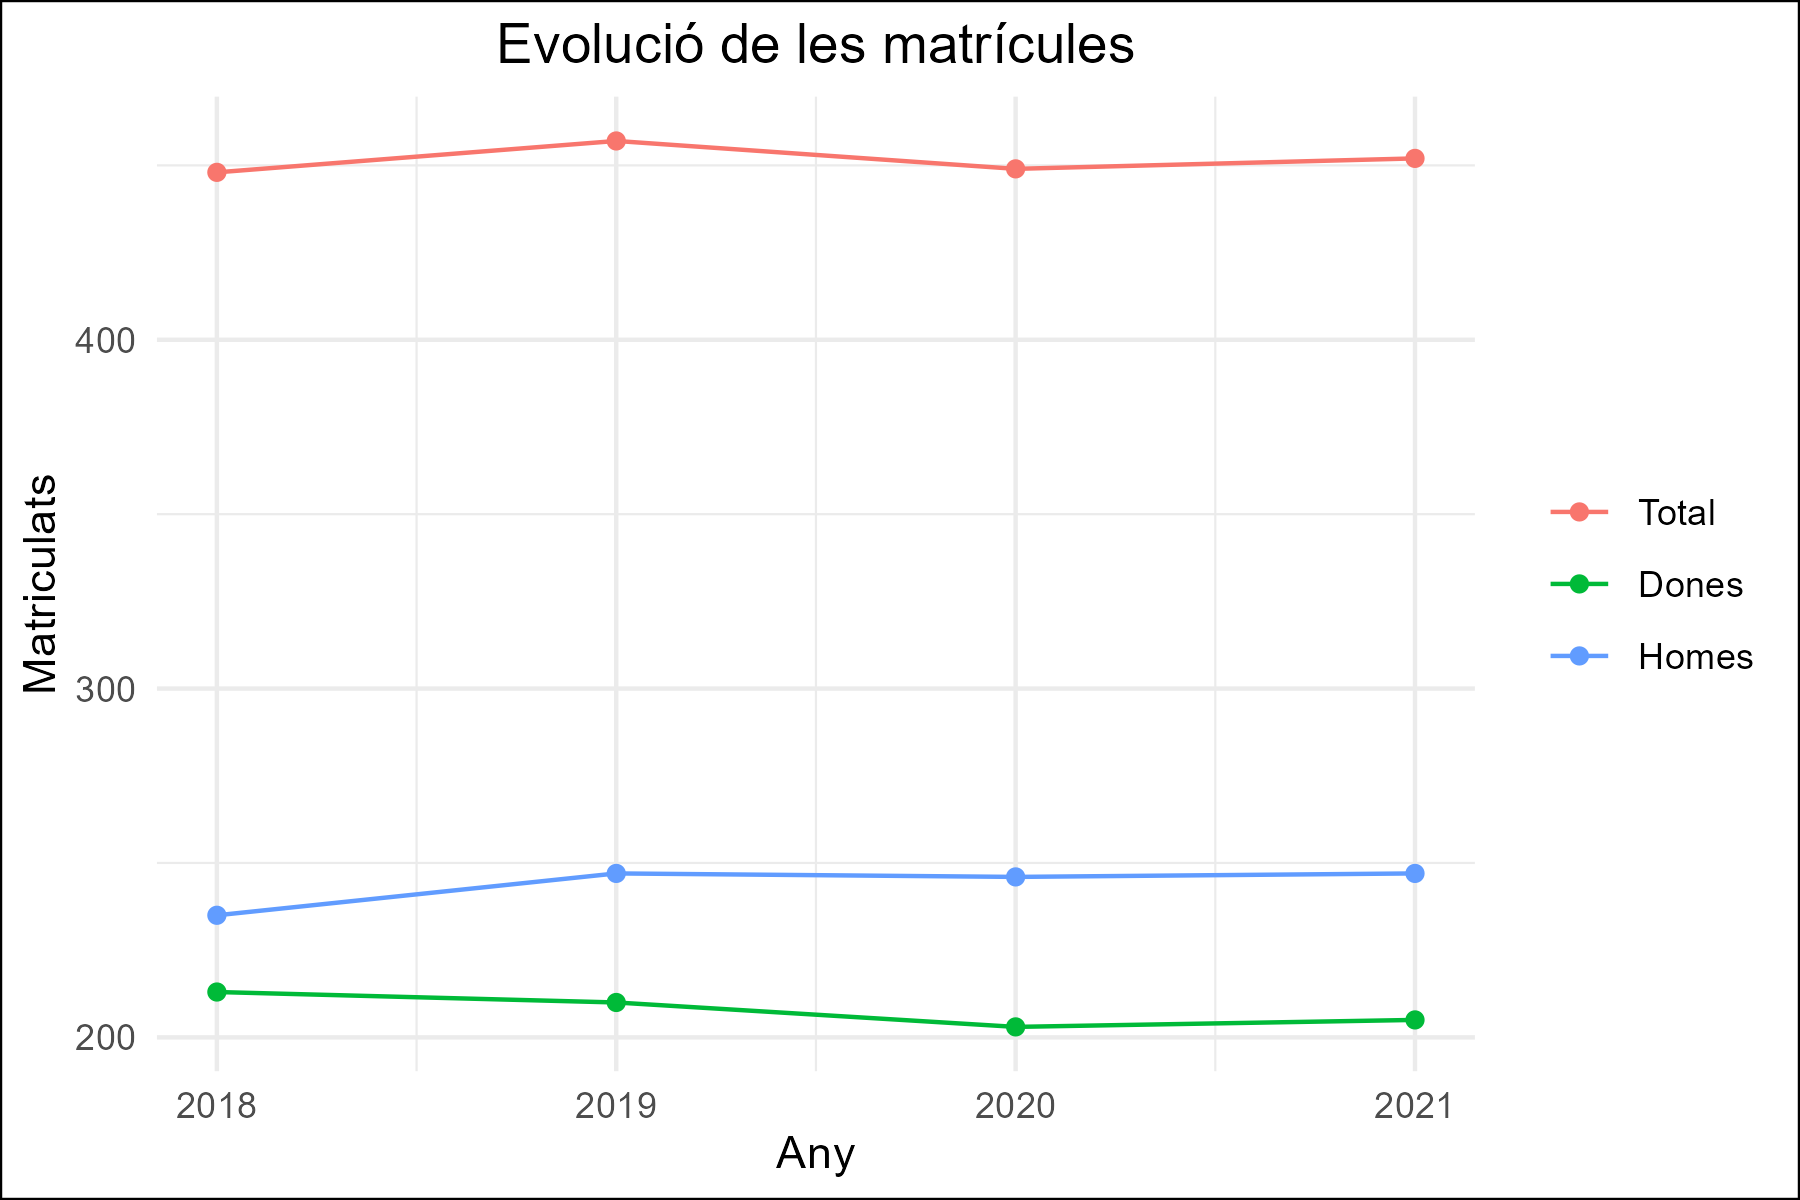 Evolució de les matrícules
Matriculats
400
300
200
2018 2019 2020 2021
Any
Total
Dones
Homes